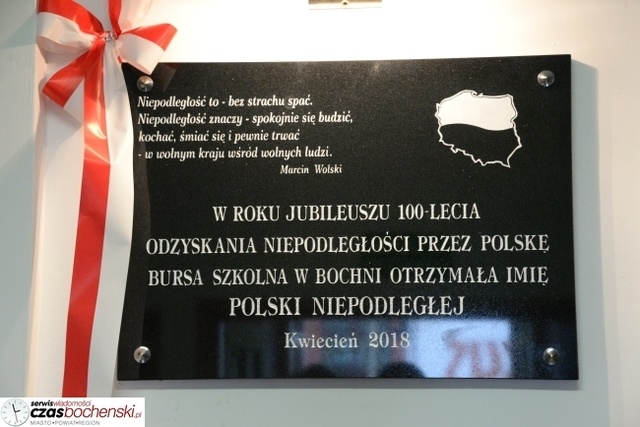 Niepodległość to - bez strachu spać.
Niepodległość znaczy - spokojnie się budzić,
kochać, śmiać się i pewnie trwać
- w wolnym kraju wśród wolnych ludzi.
Marcin Wolski
W ROKU JUBILEUSZU 100-LECIA
ODZYSKANIA NIEPODLEGŁOŚCI PRZEZ POLSKĘ
BURSA SZKOLNA W BOCHNI OTRZYMAŁA IMIĘ
POLSKI NIEPODLEGŁEJ
Kwiecień 2018
serwiswiadomości
czasbochenski.pl
MIASTO•POWIAT•REGION